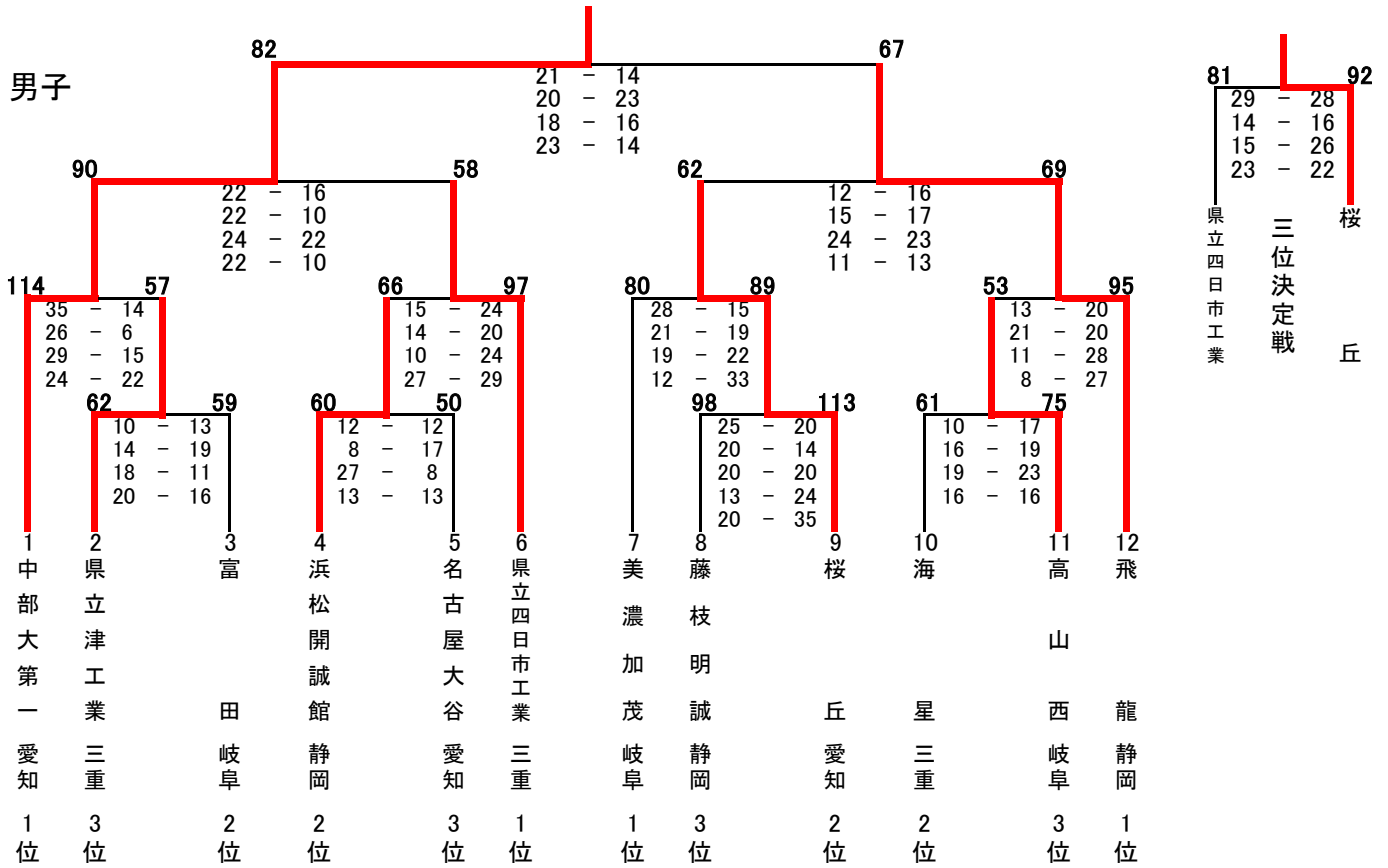 男子
82 67
21 － 14
20 － 23
18 － 16
23 － 14
90 58
22 － 16
22 － 10
24 － 22
22 － 10
62 69
12 － 16
15 － 17
24 － 23
11 － 13
114 57
35 － 14
26 － 6
29 － 15
24 － 22
66 97
15 － 24
14 － 20
10 － 24
27 － 29
80 89
28 － 15
21 － 19
19 － 22
12 － 33
53 95
13 － 20
21 － 20
11 － 28
8 － 27
62 59
10 － 13
14 － 19
18 － 11
20 － 16
60 50
12 － 12
8 － 17
27 － 8
13 － 13
98 113
25 － 20
20 － 14
20 － 20
13 － 24
20 － 35
61 75
10 － 17
16 － 19
19 － 23
16 － 16
1 中部大第一 愛知 1位
2 県立津工業 三重 3位
3 富田 岐阜 2位
4 浜松開誠館 静岡 2位
5 名古屋大谷 愛知 3位
6 県立四日市工業 三重 1位
7 美濃加茂 岐阜 1位
8 藤枝明誠 静岡 3位
9 桜丘 愛知 2位
10 海星 三重 2位
11 高山西 岐阜 3位
12 飛龍 静岡 1位
81 92
29 － 28
14 － 16
15 － 26
23 － 22
県立四日市工業
三位決定戦
桜丘